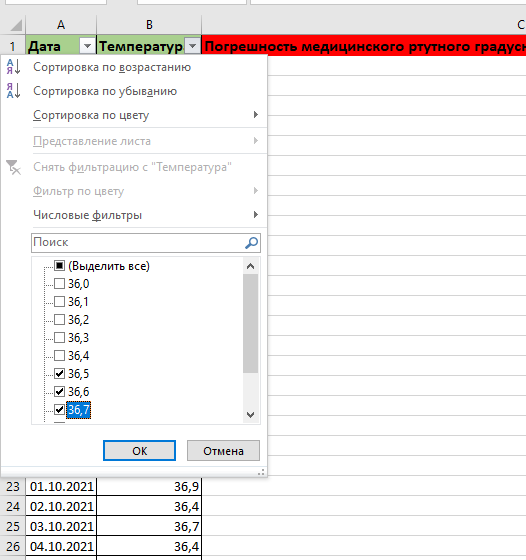 A B C
1 Дата Температура Погрешность медицинского ртутного градусн
Сортировка по возрастанию
Сортировка по убыванию
Сортировка по цвету
Представление листа
Снять фильтрацию с "Температура"
Фильтр по цвету
Числовые фильтры
Поиск
(Выделить все)
36,0
36,1
36,2
36,3
36,4
36,5
36,6
36,7
ОК Отмена
23 01.10.2021 36,9
24 02.10.2021 36,4
25 03.10.2021 36,7
26 04.10.2021 36,4